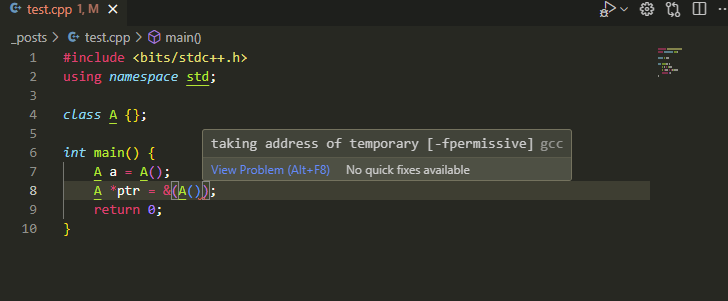 test.cpp 1, M
_posts > test.cpp > main()
1 #include <bits/stdc++.h>
2 using namespace std;
3
4 class A {};
5
taking address of temporary [-fpermissive] gcc
View Problem (Alt+F8) No quick fixes available
6 int main() {
7 A a = A();
8 A *ptr = &(A());
9 return 0;
10 }